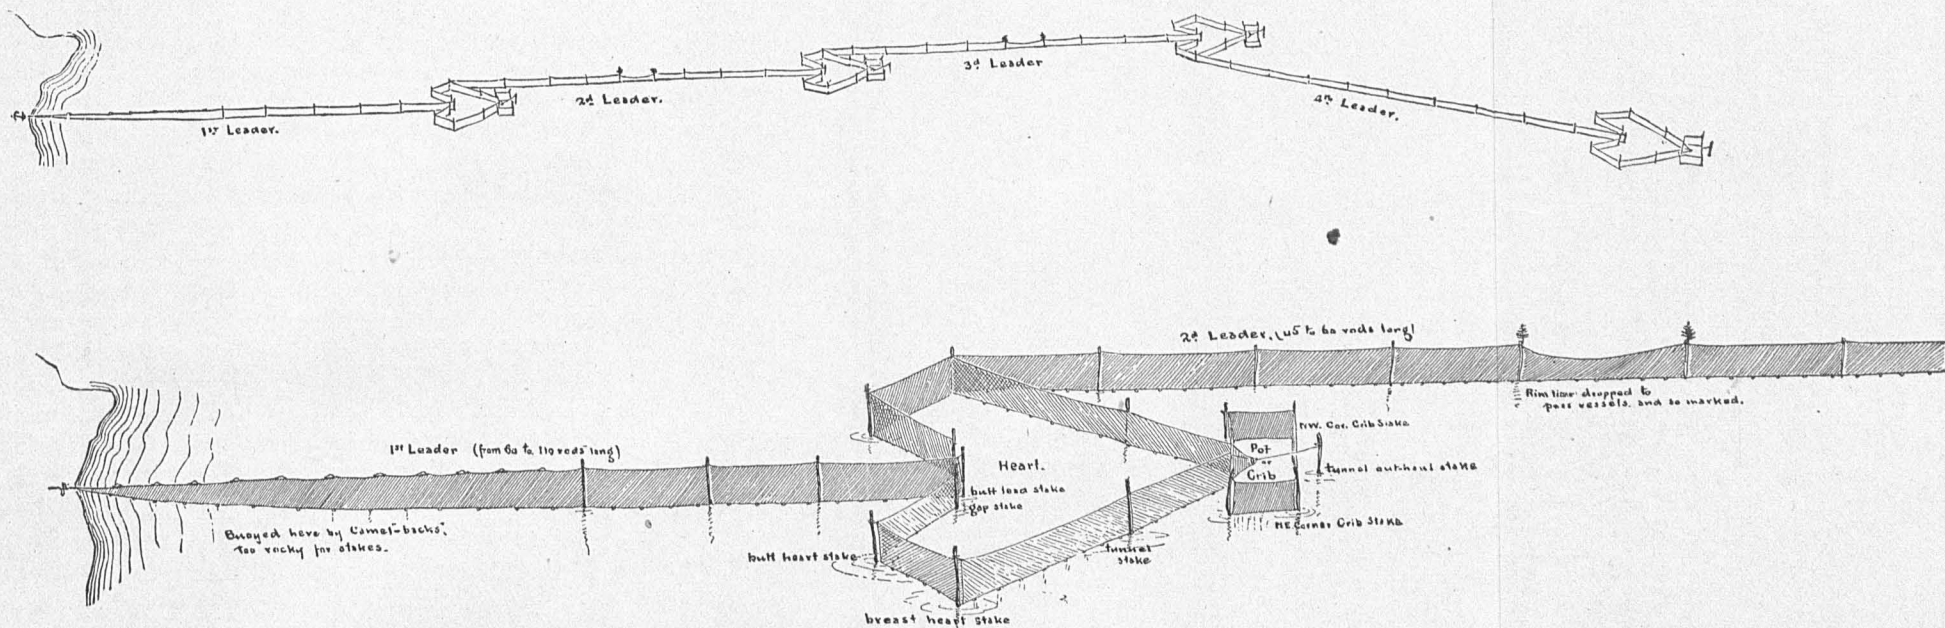 3d Leader
2d Leader.
4th Leader.
1st Leader.
2d Leader. (45 to 60 rods long)
Rim line dropped to
pass vessels, and so marked.
N.W. Cor. Crib Stake
1st Leader (from 60 to 110 rods long)
Pot
or
Crib
Heart.
tunnel outhaul stake
butt lead stake
gap stake
N.E. Corner Crib Stake
Buoyed here by "Camel-backs",
Too rocky for stakes.
butt heart stake
tunnel
stake
breast heart stake